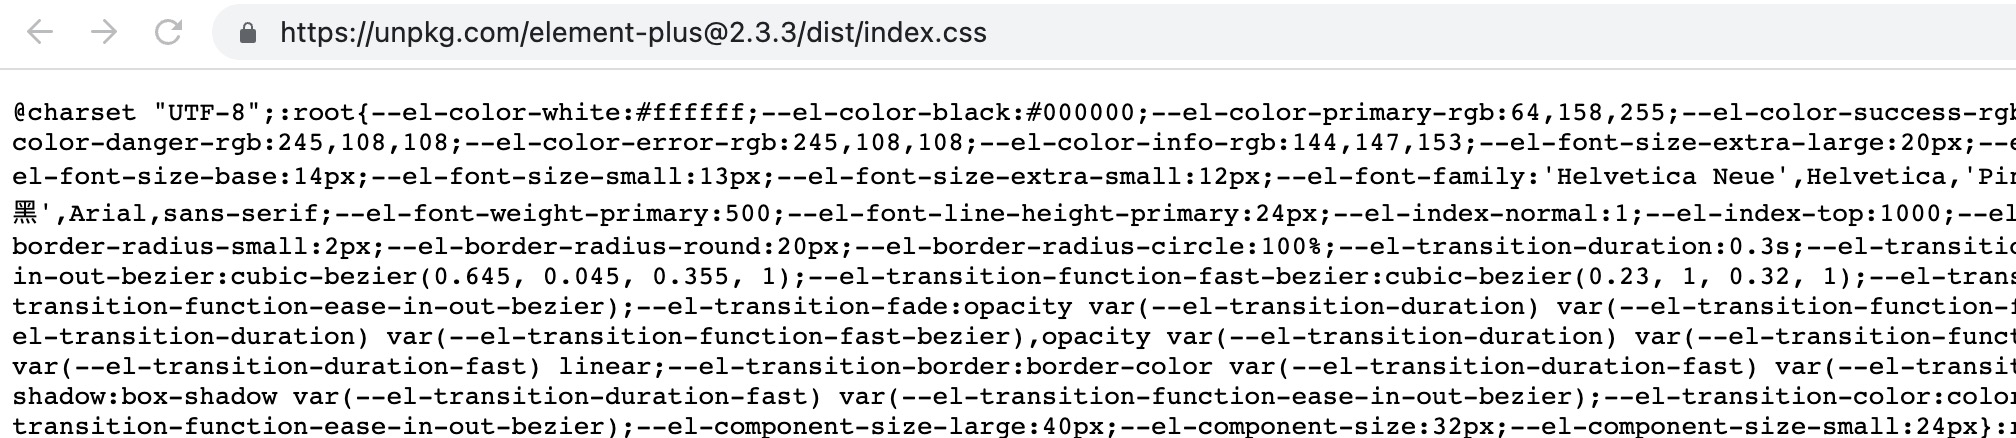 https://unpkg.com/element-plus@2.3.3/dist/index.css
@charset "UTF-8";:root{--el-color-white:#ffffff;--el-color-black:#000000;--el-color-primary-rgb:64,158,255;--el-color-success-rgb
color-danger-rgb:245,108,108;--el-color-error-rgb:245,108,108;--el-color-info-rgb:144,147,153;--el-font-size-extra-large:20px;--e
el-font-size-base:14px;--el-font-size-small:13px;--el-font-size-extra-small:12px;--el-font-family:'Helvetica Neue',Helvetica,'Pin
黑',Arial,sans-serif;--el-font-weight-primary:500;--el-font-line-height-primary:24px;--el-index-normal:1;--el-index-top:1000;--el
border-radius-small:2px;--el-border-radius-round:20px;--el-border-radius-circle:100%;--el-transition-duration:0.3s;--el-transitio
in-out-bezier:cubic-bezier(0.645, 0.045, 0.355, 1);--el-transition-function-fast-bezier:cubic-bezier(0.23, 1, 0.32, 1);--el-trans
transition-function-ease-in-out-bezier);--el-transition-fade:opacity var(--el-transition-duration) var(--el-transition-function-f
el-transition-duration) var(--el-transition-function-fast-bezier),opacity var(--el-transition-duration) var(--el-transition-funct
var(--el-transition-duration-fast) linear;--el-transition-border:border-color var(--el-transition-duration-fast) var(--el-transit
shadow:box-shadow var(--el-transition-duration-fast) var(--el-transition-function-ease-in-out-bezier);--el-transition-color:color
transition-function-ease-in-out-bezier);--el-component-size-large:40px;--el-component-size:32px;--el-component-size-small:24px}:r